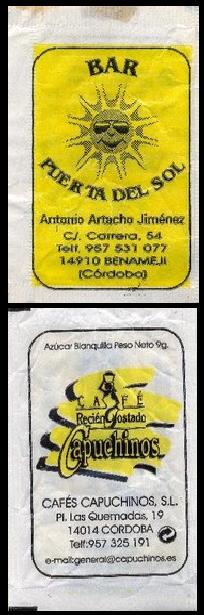 BAR
PUERTA DEL SOL
Antonio Artacho Jiménez
C/. Carrera, 54
Telf. 957 531 077
14910 BENAMEJI
(Córdoba)
Azúcar Blanquilla Peso Neto 9g.
CAFÉ
Recién Tostado
Capuchinos
CAFÉS CAPUCHINOS, S.L.
Pl. Las Quemadas, 19
14014 CÓRDOBA
Telf:957 325 191
e-mail:general@capuchinos.es